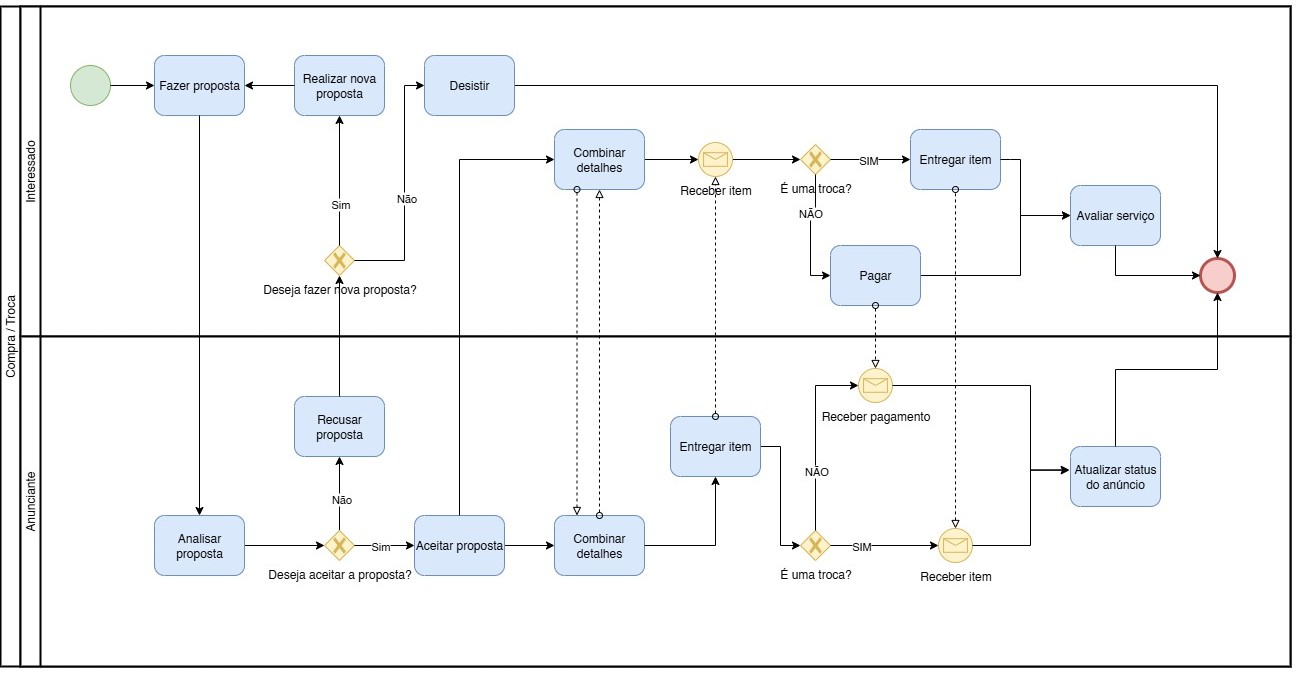 Compra / Troca
Interessado
Fazer proposta
Realizar nova
proposta
Desistir
Sim
Não
Deseja fazer nova proposta?
Combinar
detalhes
Receber item
É uma troca?
SIM
NÃO
Entregar item
Pagar
Avaliar serviço
Anunciante
Analisar
proposta
Recusar
proposta
Não
Deseja aceitar a proposta?
Sim
Aceitar proposta
Combinar
detalhes
Entregar item
É uma troca?
NÃO
SIM
Receber pagamento
Receber item
Atualizar status
do anúncio